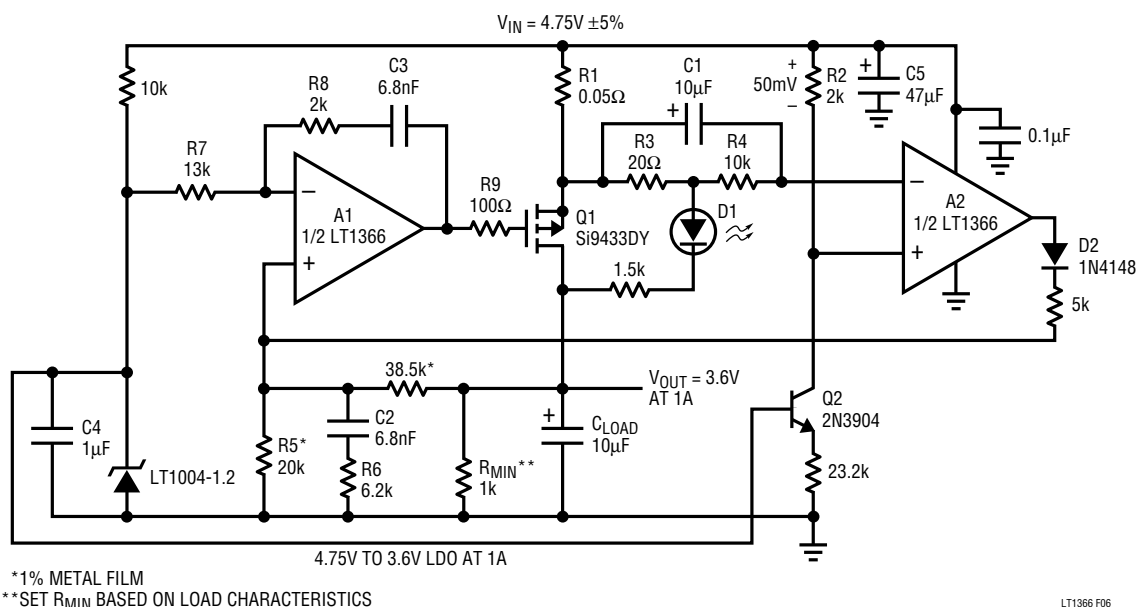 VIN = 4.75V ±5%
10k
R8
2k
C3
6.8nF
R1
0.05Ω
C1
10µF
+
+
50mV
−
R2
2k
+
C5
47µF
0.1µF
R7
13k
−
A1
1/2 LT1366
+
R9
100Ω
Q1
Si9433DY
R3
20Ω
R4
10k
D1
1.5k
−
A2
1/2 LT1366
+
D2
1N4148
5k
38.5k*
VOUT = 3.6V
AT 1A
C4
1µF
LT1004-1.2
R5*
20k
C2
6.8nF
R6
6.2k
RMIN**
1k
+
CLOAD
10µF
Q2
2N3904
23.2k
4.75V TO 3.6V LDO AT 1A
*1% METAL FILM
**SET RMIN BASED ON LOAD CHARACTERISTICS
LT1366 F06